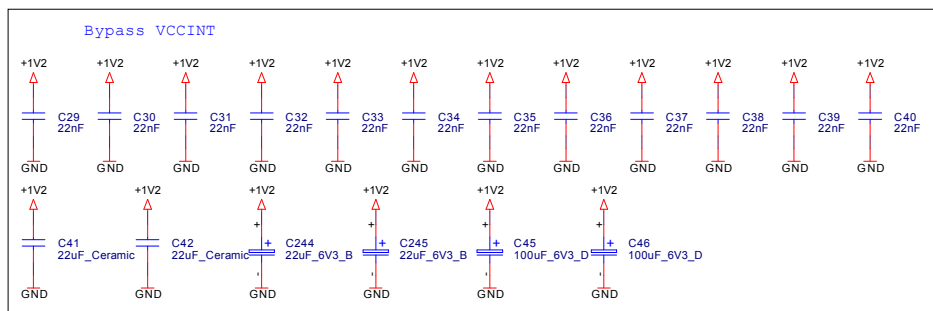 Bypass VCCINT
+1V2 +1V2 +1V2 +1V2 +1V2 +1V2 +1V2 +1V2 +1V2 +1V2 +1V2 +1V2
C29 C30 C31 C32 C33 C34 C35 C36 C37 C38 C39 C40
22nF 22nF 22nF 22nF 22nF 22nF 22nF 22nF 22nF 22nF 22nF 22nF
GND GND GND GND GND GND GND GND GND GND GND GND
+1V2 +1V2 +1V2 +1V2 +1V2 +1V2
+ + + +
C41 C42 + C244 + C245 + C45 + C46
22uF_Ceramic 22uF_Ceramic 22uF_6V3_B 22uF_6V3_B 100uF_6V3_D 100uF_6V3_D
- - - -
GND GND GND GND GND GND